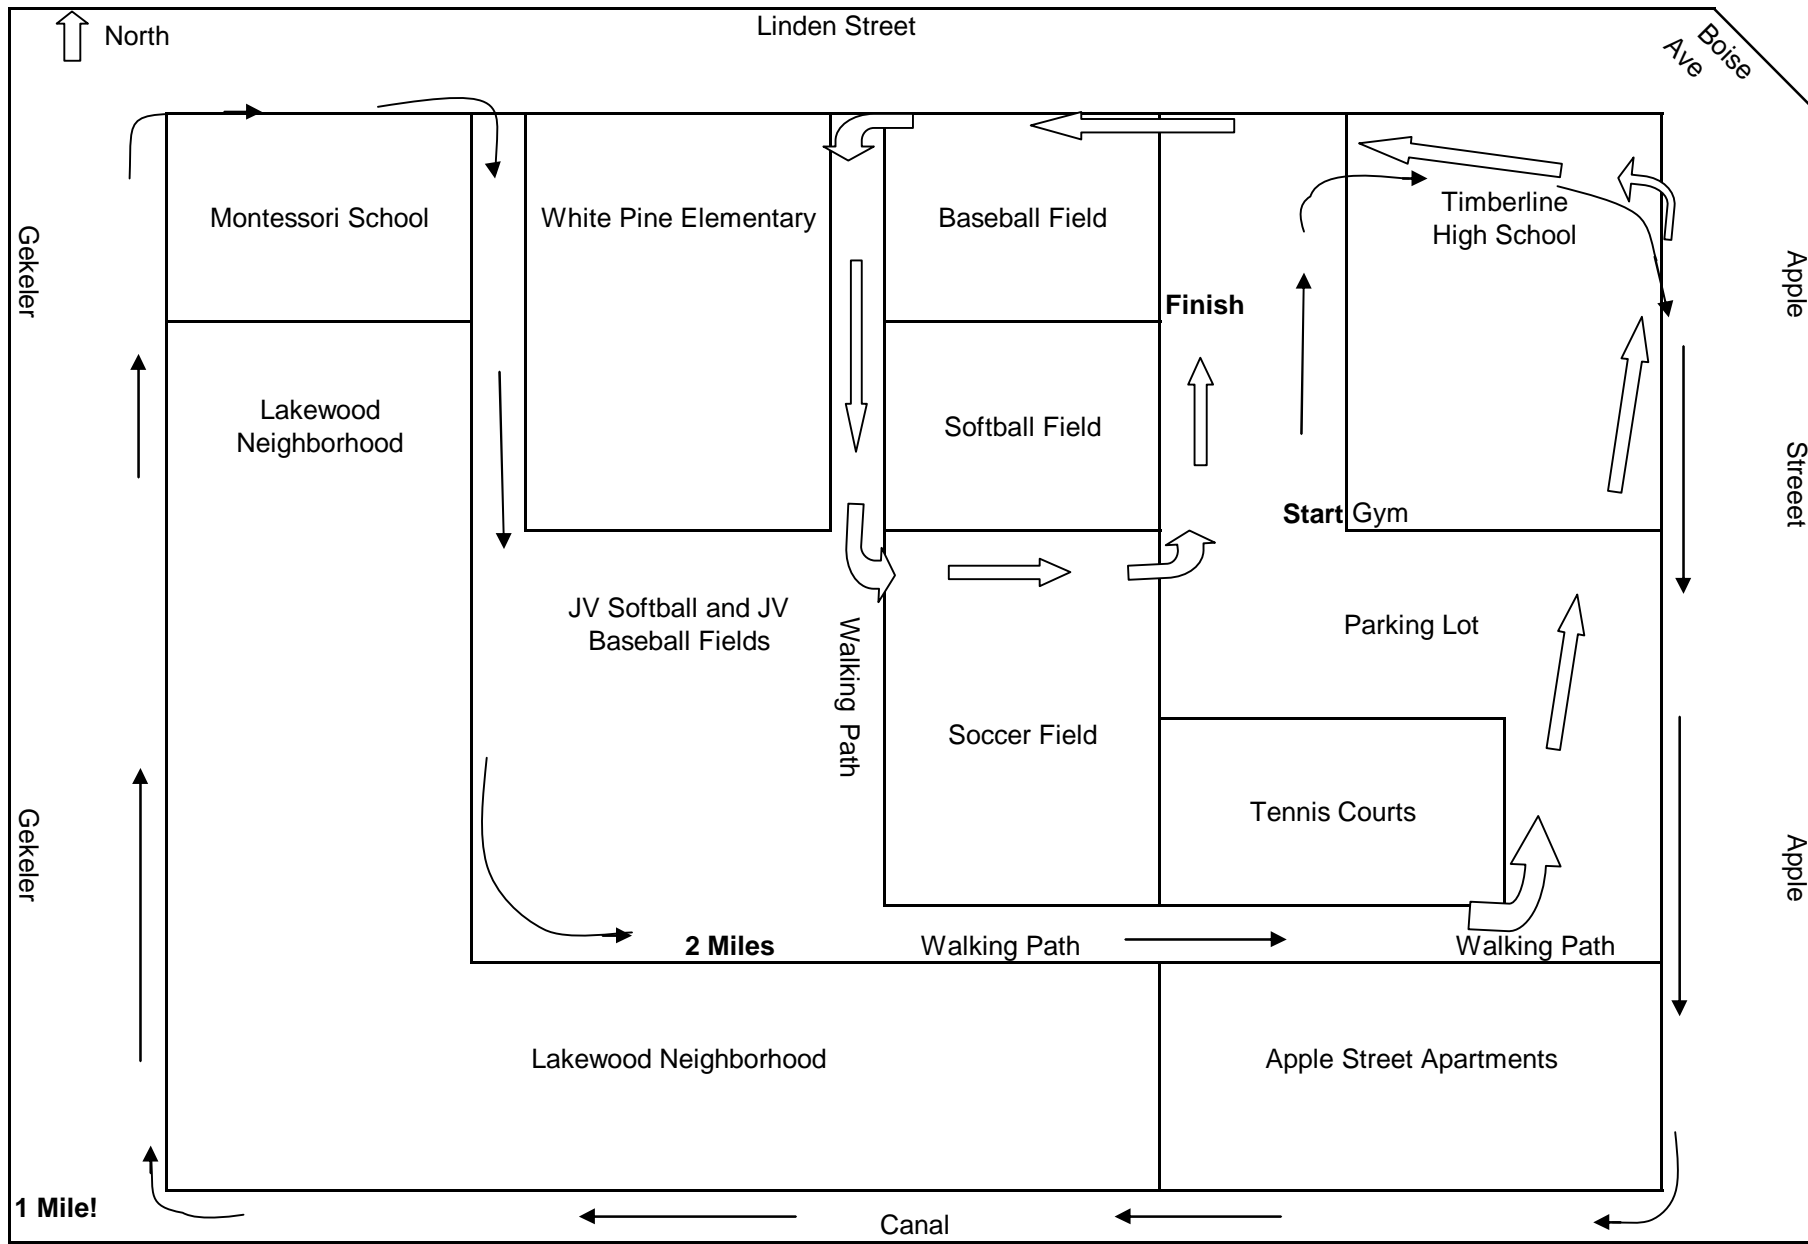 North
Linden Street
Boise
Ave
Montessori School
White Pine Elementary
Baseball Field
Timberline
High School
Gekeler
Apple
Finish
Lakewood
Neighborhood
Softball Field
Streeet
Start Gym
JV Softball and JV
Baseball Fields
Walking Path
Parking Lot
Soccer Field
Tennis Courts
Gekeler
Apple
2 Miles
Walking Path
Walking Path
Lakewood Neighborhood
Apple Street Apartments
1 Mile!
Canal